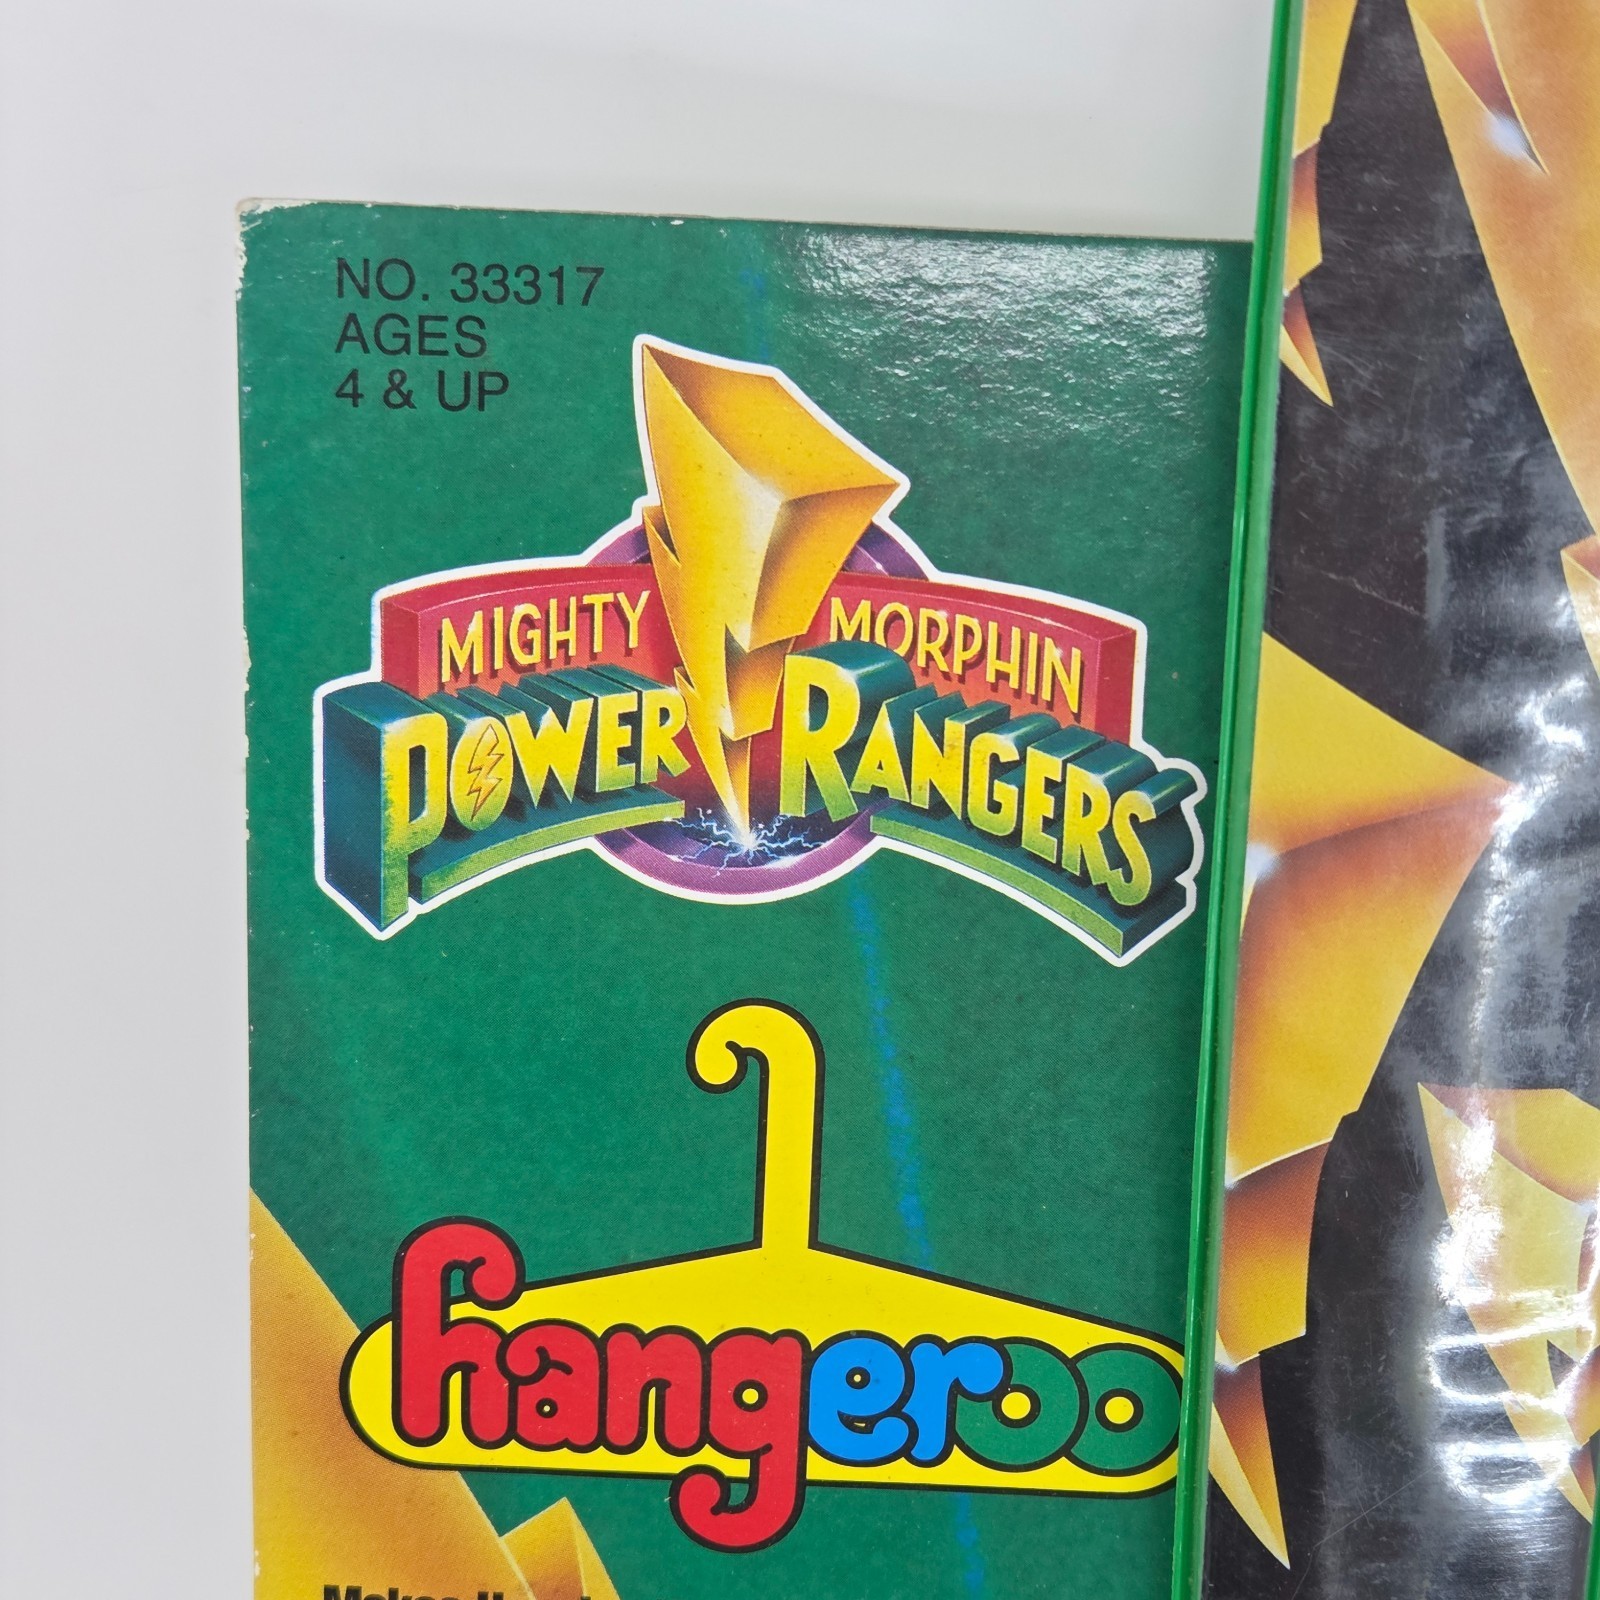 NO. 33317
AGES
4 & UP
MIGHTY MORPHIN
POWER RANGERS
hangeroo